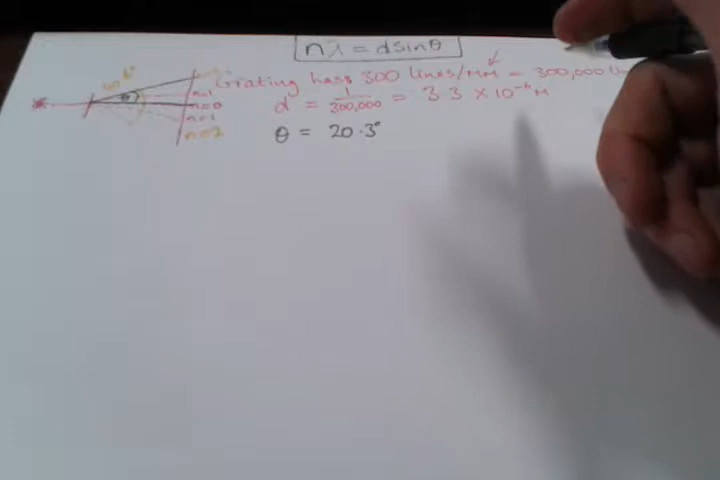 nλ = dsinθ
Grating hass 300 lines/mm = 300,000
d = 1/300,000 = 3.3 × 10⁻⁶ m
θ = 20.3°
θ
n=1
n=0
n=1
n=2